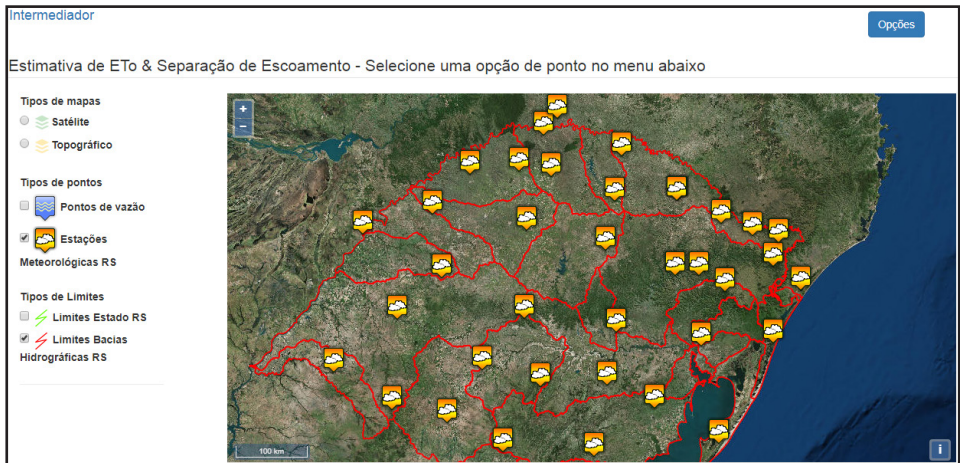 Intermediador
Opções
Estimativa de ETo & Separação de Escoamento - Selecione uma opção de ponto no menu abaixo
Tipos de mapas
Satélite
Topográfico
Tipos de pontos
Pontos de vazão
Estações
Meteorológicas RS
Tipos de Limites
Limites Estado RS
Limites Bacias
Hidrográficas RS
+
−
100 km
i